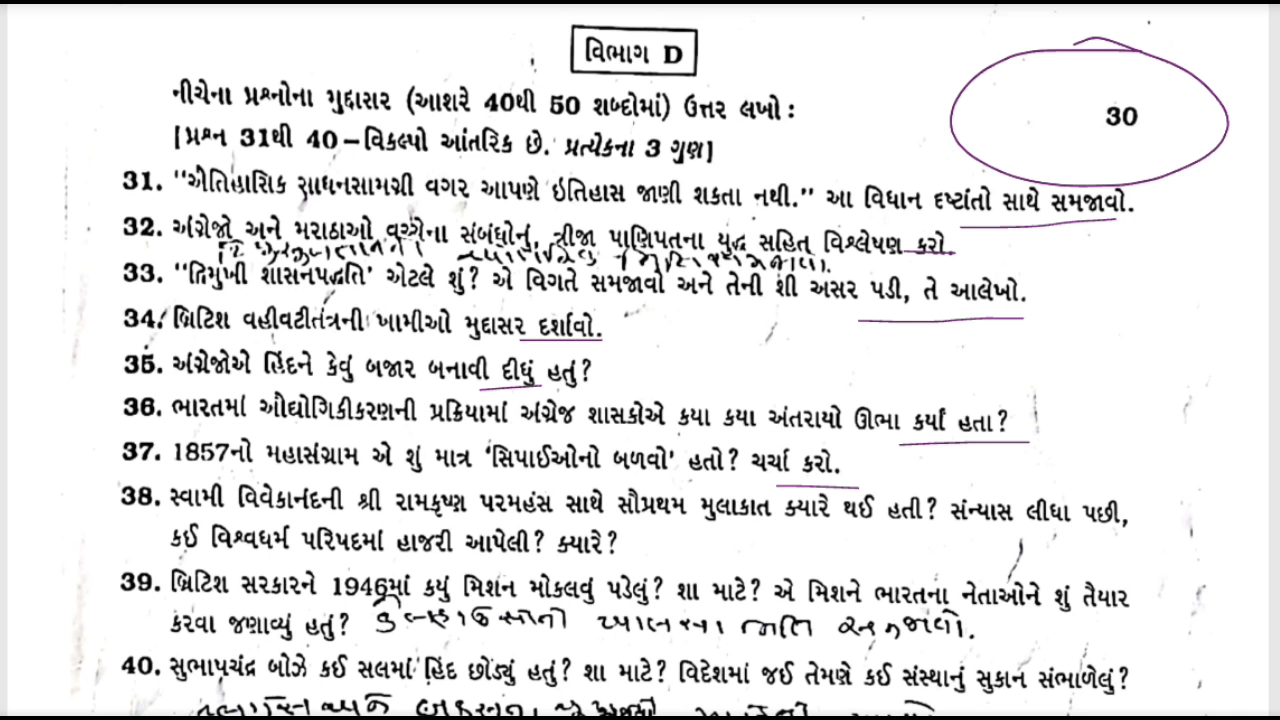 વિભાગ D
નીચેના પ્રશ્નોના મુદ્દાસાર (આશરે 40થી 50 શબ્દોમાં) ઉત્તર લખો :
30
[પ્રશ્ન 31થી 40 – વિકલ્પો આંતરિક છે. પ્રત્યેકના 3 ગુણ]
31. "ઐતિહાસિક સાધનસામગ્રી વગર આપણે ઇતિહાસ જાણી શકતા નથી." આ વિધાન દૃષ્ટાંતો સાથે સમજાવો.
32. અંગ્રેજો અને મરાઠાઓ વચ્ચેના સંબંધોનું, ત્રીજા પાણિપતના યુદ્ધ સહિત વિશ્લેષણ કરો.
33. "દ્વિમુખી શાસનપદ્ધતિ' એટલે શું? એ વિગતે સમજાવો અને તેની શી અસર પડી, તે આલેખો.
34. બ્રિટિશ વહીવટીતંત્રની ખામીઓ મુદ્દાસર દર્શાવો.
35. અંગ્રેજોએ હિંદને કેવું બજાર બનાવી દીધું હતું?
36. ભારતમાં ઔદ્યોગિકીકરણની પ્રક્રિયામાં અંગ્રેજ શાસકોએ કયા કયા અંતરાયો ઊભા કર્યાં હતા?
37. 1857નો મહાસંગ્રામ એ શું માત્ર 'સિપાઈઓનો બળવો' હતો? ચર્ચા કરો.
38. સ્વામી વિવેકાનંદની શ્રી રામકૃષ્ણ પરમહંસ સાથે સૌપ્રથમ મુલાકાત ક્યારે થઈ હતી? સંન્યાસ લીધા પછી,
કઈ વિશ્વધર્મ પરિષદમાં હાજરી આપેલી? ક્યારે?
39. બ્રિટિશ સરકારને 1946માં કયું મિશન મોકલવું પડેલું? શા માટે? એ મિશને ભારતના નેતાઓને શું તૈયાર
કરવા જણાવ્યું હતું?
40. સુભાષચંદ્ર બોઝે કઈ સલમાં હિંદ છોડ્યું હતું? શા માટે? વિદેશમાં જઈ તેમણે કઈ સંસ્થાનું સુકાન સંભાળેલું?